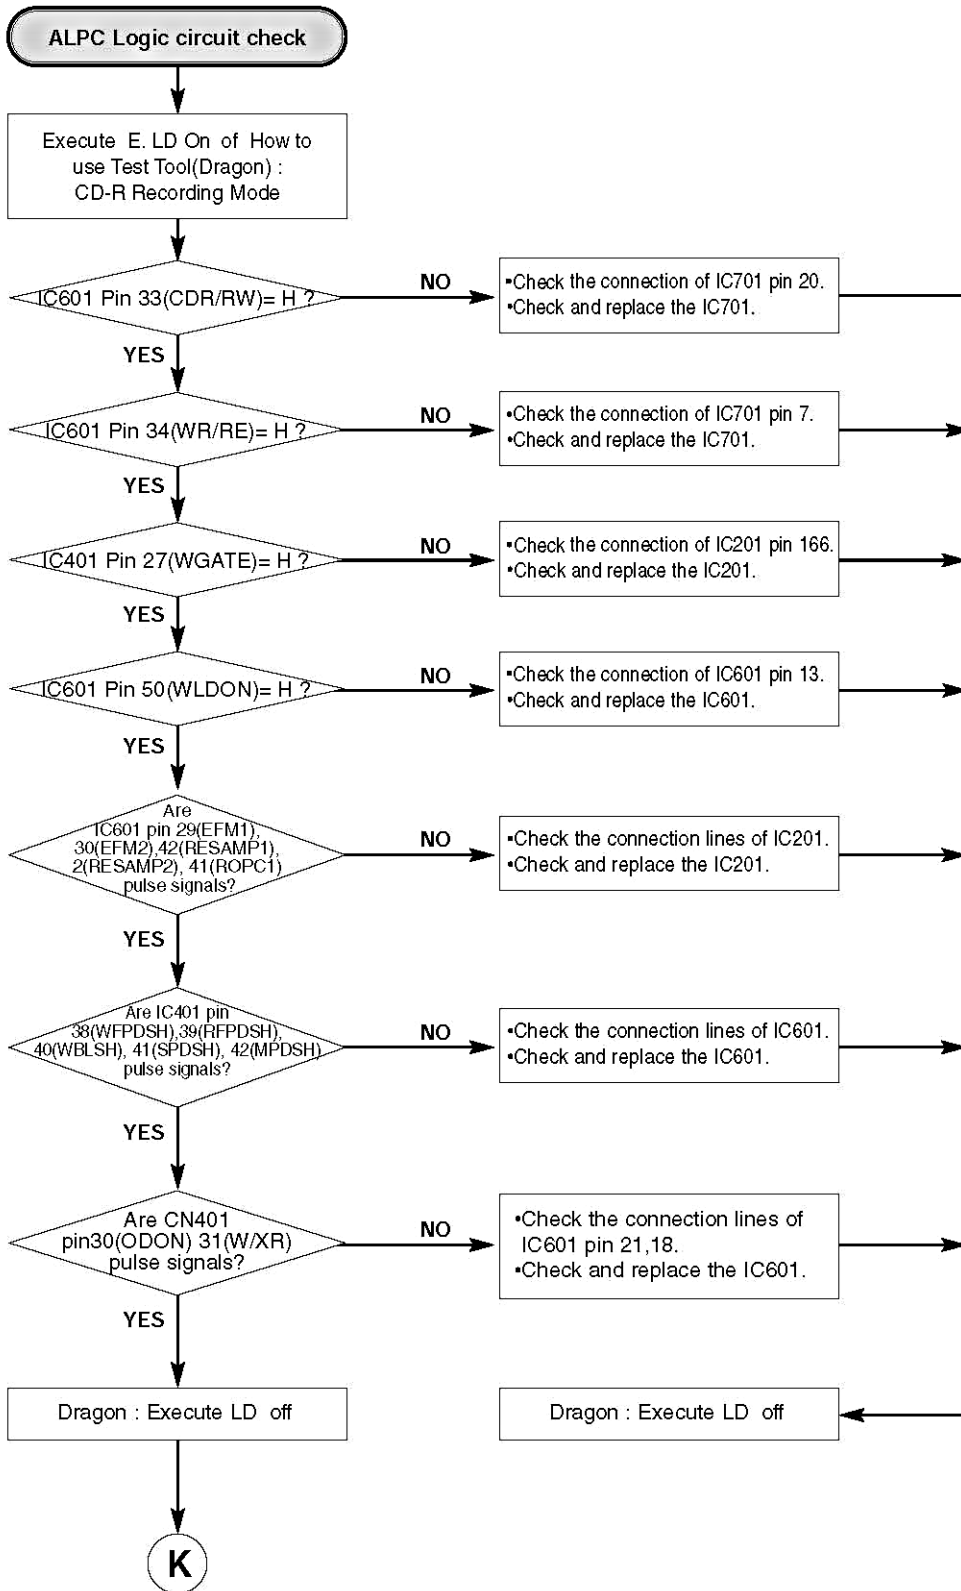 ALPC Logic circuit check
Execute E. LD On of How to
use Test Tool(Dragon) :
CD-R Recording Mode
IC601 Pin 33(CDR/RW)= H ?
NO
•Check the connection of IC701 pin 20.
•Check and replace the IC701.
YES
IC601 Pin 34(WR/RE)= H ?
NO
•Check the connection of IC701 pin 7.
•Check and replace the IC701.
YES
IC401 Pin 27(WGATE)= H ?
NO
•Check the connection of IC201 pin 166.
•Check and replace the IC201.
YES
IC601 Pin 50(WLDON)= H ?
NO
•Check the connection of IC601 pin 13.
•Check and replace the IC601.
YES
Are
IC601 pin 29(EFM1),
30(EFM2),42(RESAMP1),
2(RESAMP2), 41(ROPC1)
pulse signals?
NO
•Check the connection lines of IC201.
•Check and replace the IC201.
YES
Are IC401 pin
38(WFPDSH),39(RFPDSH),
40(WBLSH), 41(SPDSH), 42(MPDSH)
pulse signals?
NO
•Check the connection lines of IC601.
•Check and replace the IC601.
YES
Are CN401
pin30(ODON) 31(W/XR)
pulse signals?
NO
•Check the connection lines of
IC601 pin 21,18.
•Check and replace the IC601.
YES
Dragon : Execute LD off
Dragon : Execute LD off
K